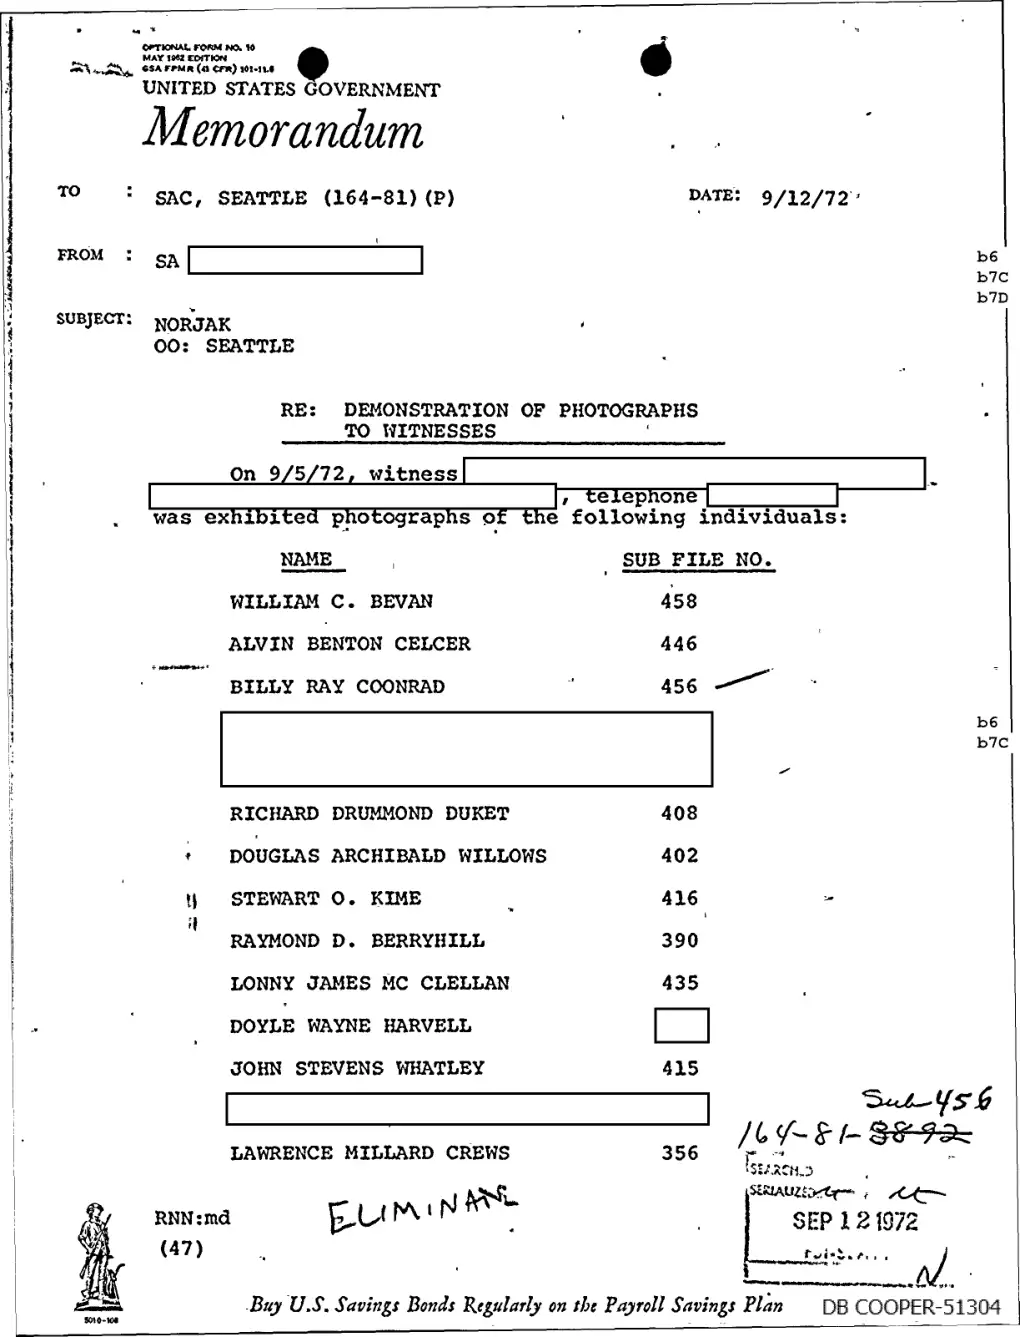 OPTIONAL FORM NO. 10
MAY 1962 EDITION
GSA FPMR (41 CFR) 101-11.6
UNITED STATES GOVERNMENT
Memorandum
TO : SAC, SEATTLE (164-81) (P) DATE: 9/12/72
FROM : SA
b6
b7C
b7D
SUBJECT: NORJAK
OO: SEATTLE
RE: DEMONSTRATION OF PHOTOGRAPHS
TO WITNESSES
On 9/5/72, witness
, telephone
was exhibited photographs of the following individuals:
NAME SUB FILE NO.
WILLIAM C. BEVAN 458
ALVIN BENTON CELCER 446
BILLY RAY COONRAD 456
b6
b7C
RICHARD DRUMMOND DUKET 408
DOUGLAS ARCHIBALD WILLOWS 402
STEWART O. KIME 416
RAYMOND D. BERRYHILL 390
LONNY JAMES MC CLELLAN 435
DOYLE WAYNE HARVELL
JOHN STEVENS WHATLEY 415
Sub 456
164-81-3892
LAWRENCE MILLARD CREWS 356
SEARCHED
SERIALIZED
RNN:md
(47)
ELIMINATE
SEP 12 1972
N
5010-108
Buy U.S. Savings Bonds Regularly on the Payroll Savings Plan
DB COOPER-51304